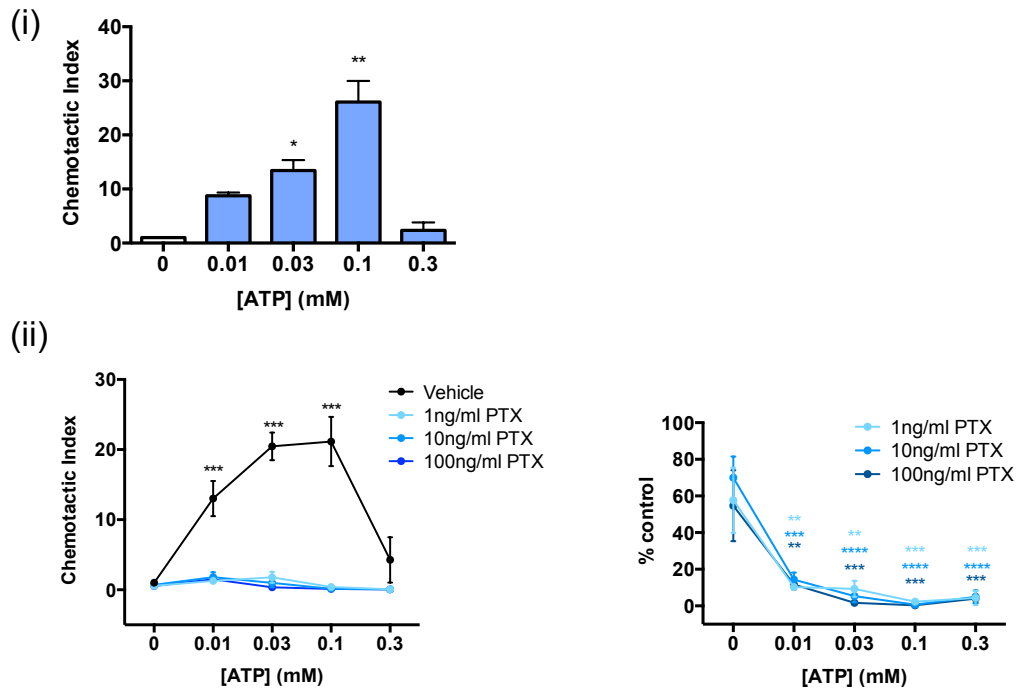 (i)
Chemotactic Index
40
30
20
10
0
*
**
0 0.01 0.03 0.1 0.3
[ATP] (mM)
(ii)
Chemotactic Index
30
20
10
0
***
***
***
Vehicle
1ng/ml PTX
10ng/ml PTX
100ng/ml PTX
0 0.01 0.03 0.1 0.3
[ATP] (mM)
% control
100
80
60
40
20
0
1ng/ml PTX
10ng/ml PTX
100ng/ml PTX
** ** *** ***
*** **** **** ****
** *** *** ***
0 0.01 0.03 0.1 0.3
[ATP] (mM)